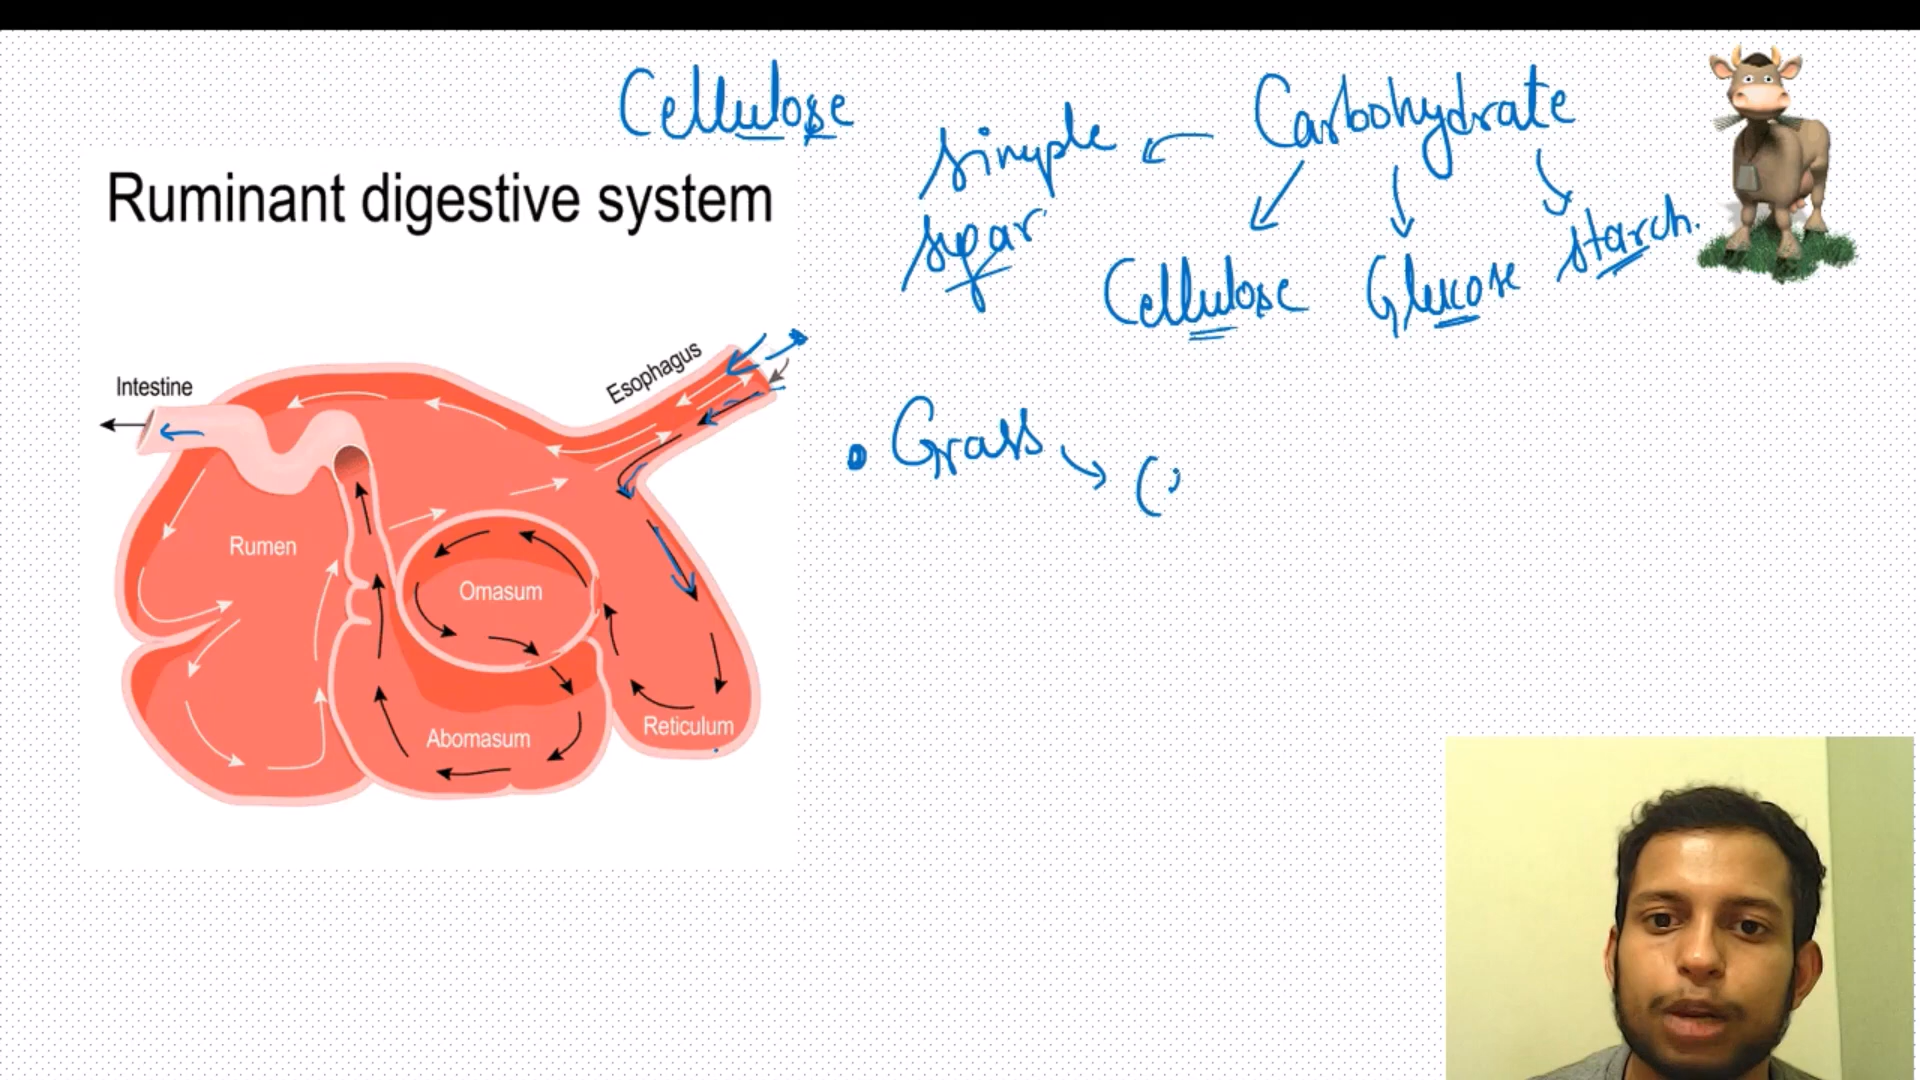 Cellulose
Carbohydrate
simple
sugar
Cellulose
Glucose
starch.
Ruminant digestive system
Esophagus
Intestine
Grass
Rumen
Omasum
Abomasum
Reticulum